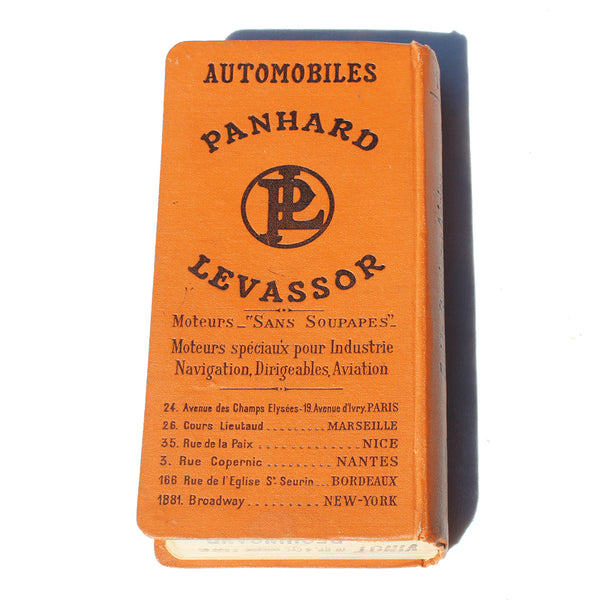 AUTOMOBILES
PANHARD
PL
LEVASSOR
Moteurs_"SANS SOUPAPES"_
Moteurs spéciaux pour Industrie
Navigation, Dirigeables, Aviation
24. Avenue des Champs Elysées-19. Avenue d'Ivry. PARIS
26. Cours Lieutaud ......... MARSEILLE
35. Rue de la Paix ............ NICE
3. Rue Copernic ......... NANTES
166 Rue de l'Eglise St Seurin ... BORDEAUX
1881. Broadway ......... NEW-YORK